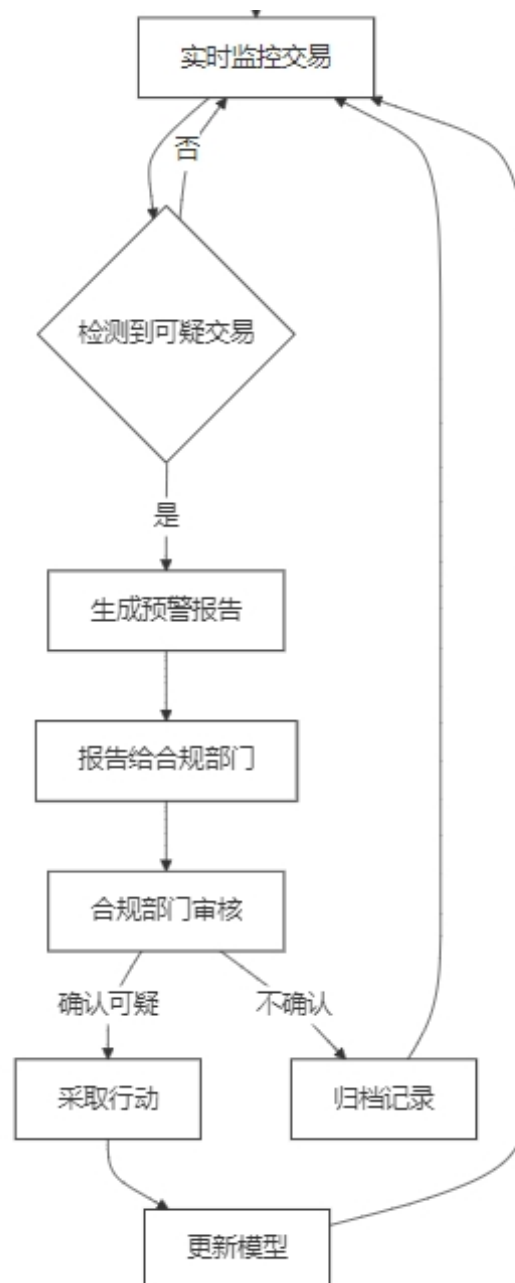 实时监控交易
否
检测到可疑交易
是
生成预警报告
报告给合规部门
合规部门审核
确认可疑
不确认
采取行动
归档记录
更新模型